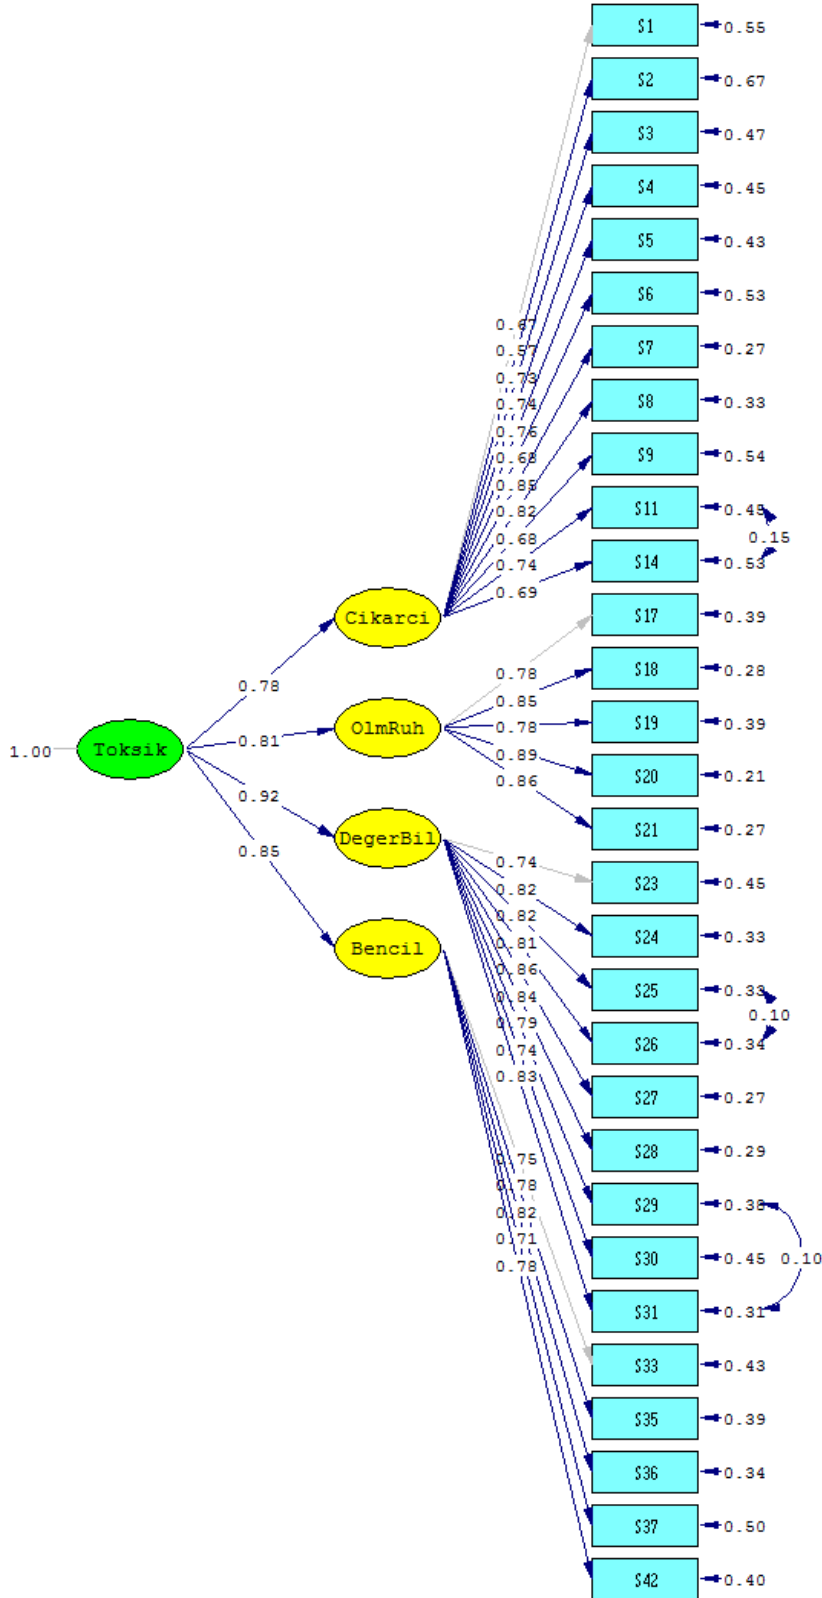 S1 0.55
S2 0.67
S3 0.47
S4 0.45
S5 0.43
S6 0.53
S7 0.27
S8 0.33
S9 0.54
S11 0.45
0.15
S14 0.53
S17 0.39
S18 0.28
S19 0.39
S20 0.21
S21 0.27
S23 0.45
S24 0.33
S25 0.33
0.10
S26 0.34
S27 0.27
S28 0.29
S29 0.38
S30 0.45 0.10
S31 0.31
S33 0.43
S35 0.39
S36 0.34
S37 0.50
S42 0.40
0.67
0.57
0.73
0.74
0.76
0.68
0.85
0.82
0.68
0.74
0.69
Cikarci
0.78
0.85
0.78
0.89
0.86
OlmRuh
0.74
0.82
0.82
0.81
0.86
0.84
0.79
0.74
0.83
DegerBil
0.75
0.78
0.82
0.71
0.78
Bencil
0.78
0.81
0.92
0.85
1.00 Toksik